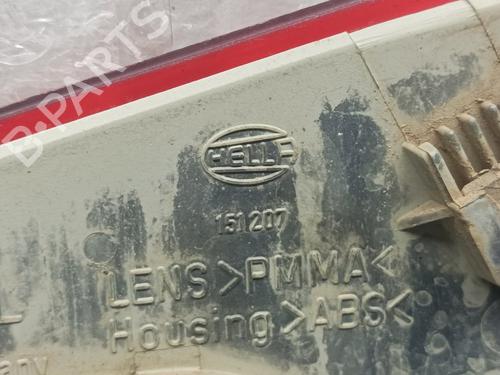 B-PARTS
HELLA
151207
L LENS >PMMA<
Housing >ABS<